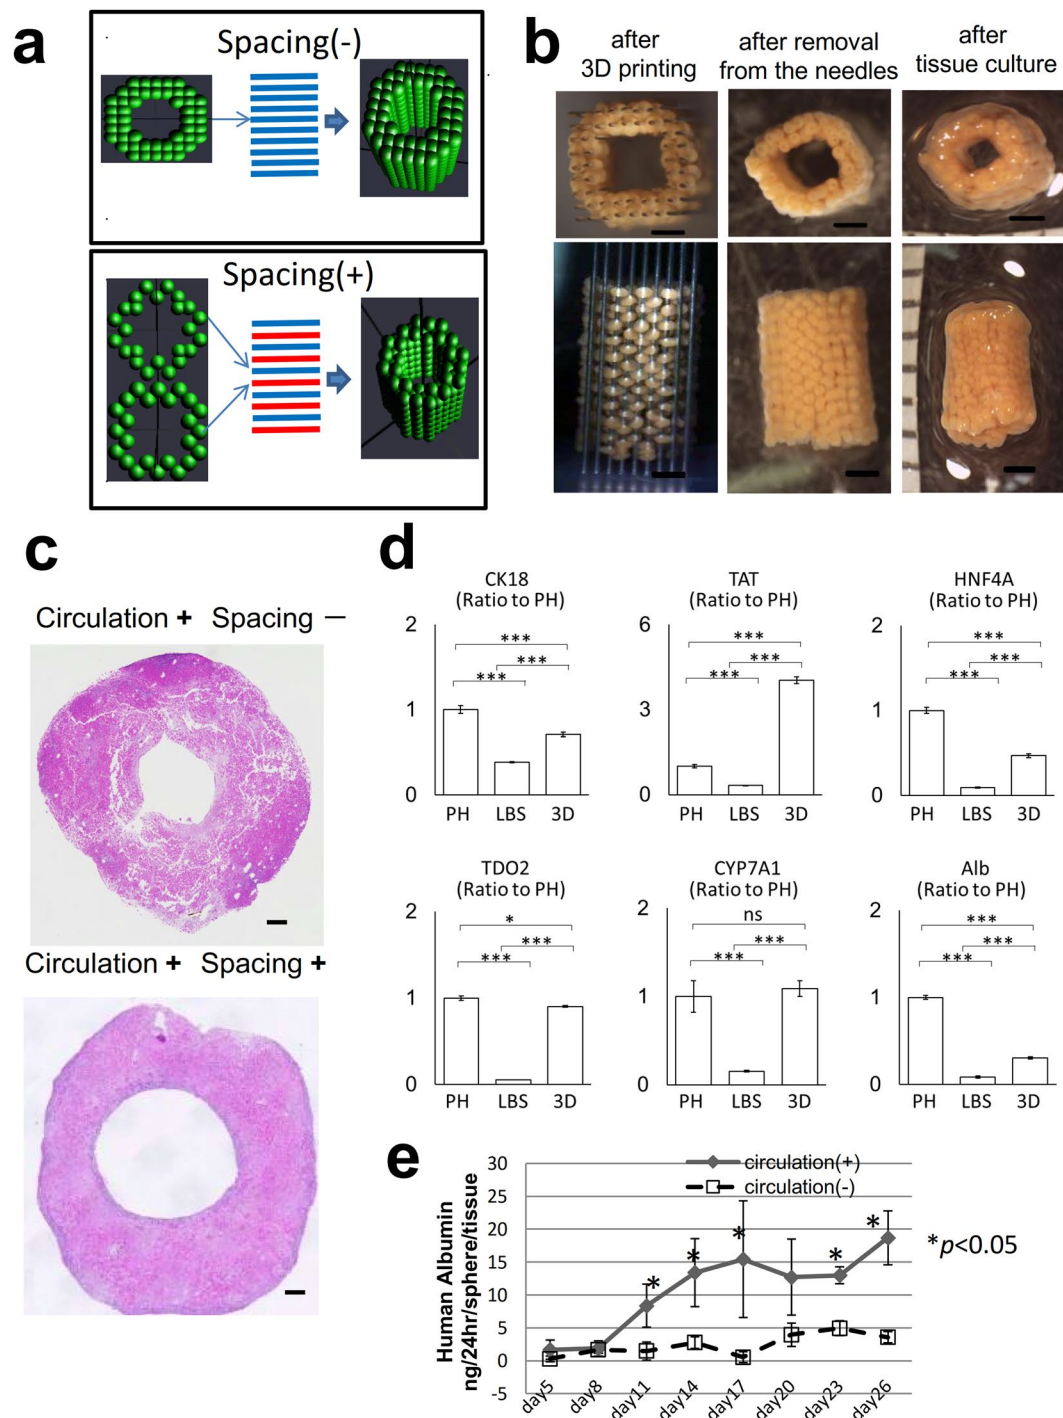 a
Spacing(-)
Spacing(+)
b
after
3D printing
after removal
from the needles
after
tissue culture
c
Circulation + Spacing —
Circulation + Spacing +
d
CK18
(Ratio to PH)
2
1
0
***
***
***
PH LBS 3D
TAT
(Ratio to PH)
6
3
0
***
***
***
PH LBS 3D
HNF4A
(Ratio to PH)
2
1
0
***
***
***
PH LBS 3D
TDO2
(Ratio to PH)
2
1
0
*
***
***
PH LBS 3D
CYP7A1
(Ratio to PH)
2
1
0
ns
***
***
PH LBS 3D
Alb
(Ratio to PH)
2
1
0
***
***
***
PH LBS 3D
e
Human Albumin
ng/24hr/sphere/tissue
30
25
20
15
10
5
0
-5
circulation(+)
circulation(-)
* * * * *
*p<0.05
day5 day8 day11 day14 day17 day20 day23 day26